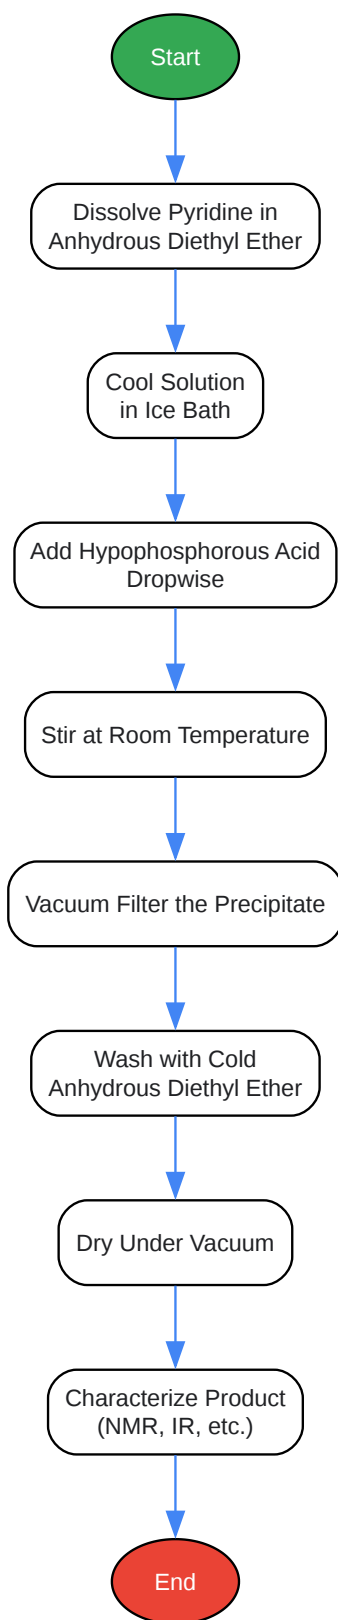 Start
Dissolve Pyridine in
Anhydrous Diethyl Ether
Cool Solution
in Ice Bath
Add Hypophosphorous Acid
Dropwise
Stir at Room Temperature
Vacuum Filter the Precipitate
Wash with Cold
Anhydrous Diethyl Ether
Dry Under Vacuum
Characterize Product
(NMR, IR, etc.)
End